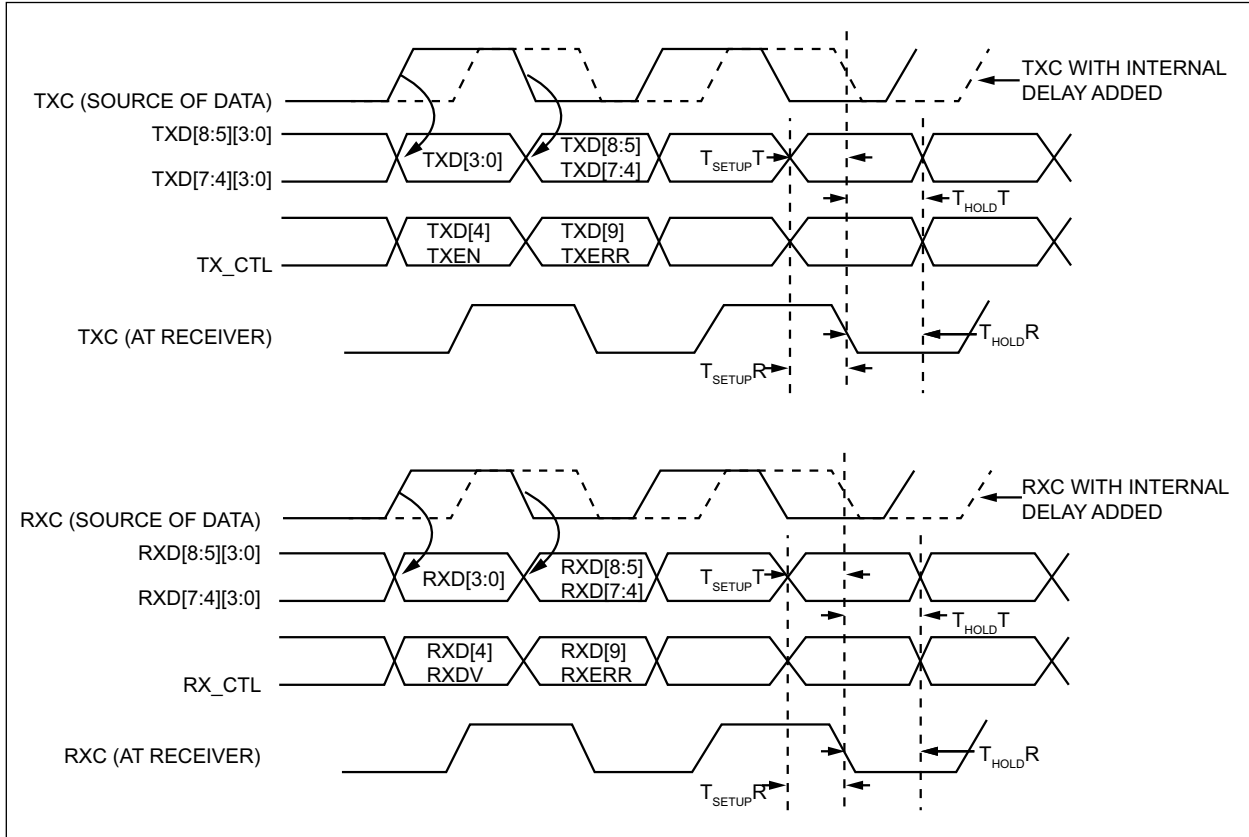 TXC (SOURCE OF DATA)
TXC WITH INTERNAL
DELAY ADDED
TXD[8:5][3:0]
TXD[7:4][3:0]
TXD[3:0]
TXD[8:5]
TXD[7:4]
TSETUPT
THOLDT
TX_CTL
TXD[4]
TXEN
TXD[9]
TXERR
TXC (AT RECEIVER)
THOLDR
TSETUPR
RXC (SOURCE OF DATA)
RXC WITH INTERNAL
DELAY ADDED
RXD[8:5][3:0]
RXD[7:4][3:0]
RXD[3:0]
RXD[8:5]
RXD[7:4]
TSETUPT
THOLDT
RX_CTL
RXD[4]
RXDV
RXD[9]
RXERR
RXC (AT RECEIVER)
THOLDR
TSETUPR